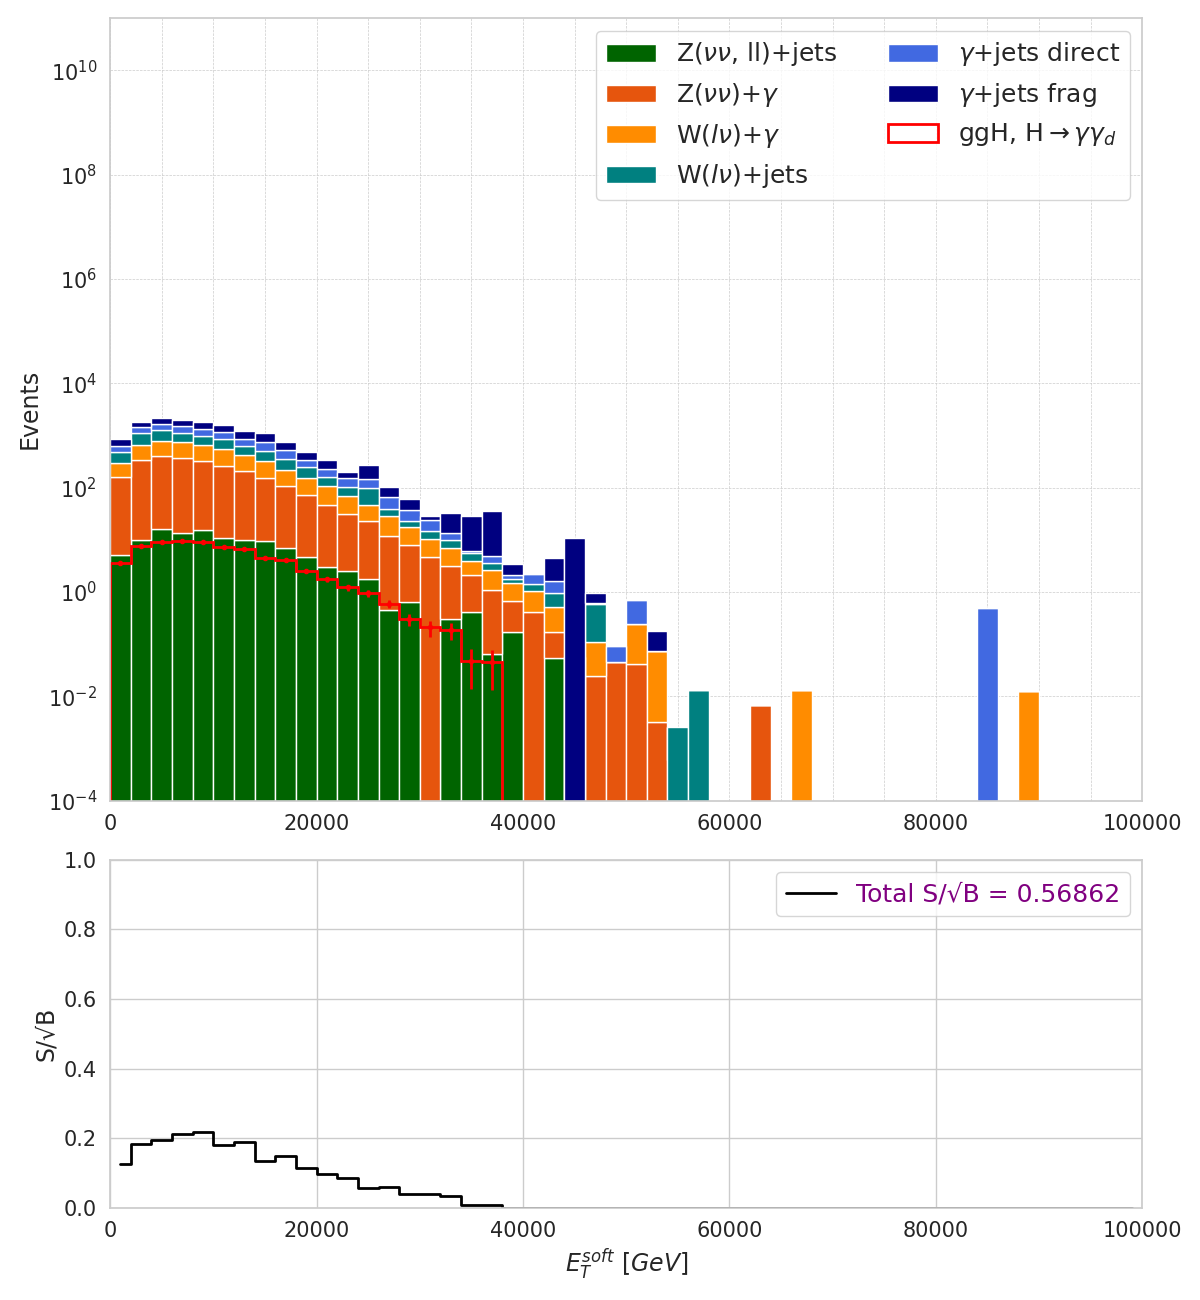 Z(νν, ll)+jets
Z(νν)+γ
W(lν)+γ
W(lν)+jets
γ+jets direct
γ+jets frag
ggH, H→γγ_d
Events
10^10
10^8
10^6
10^4
10^2
10^0
10^−2
10^−4
0 20000 40000 60000 80000 100000
Total S/√B = 0.56862
S/√B
1.0
0.8
0.6
0.4
0.2
0.0
0 20000 40000 60000 80000 100000
E_T^soft [GeV]